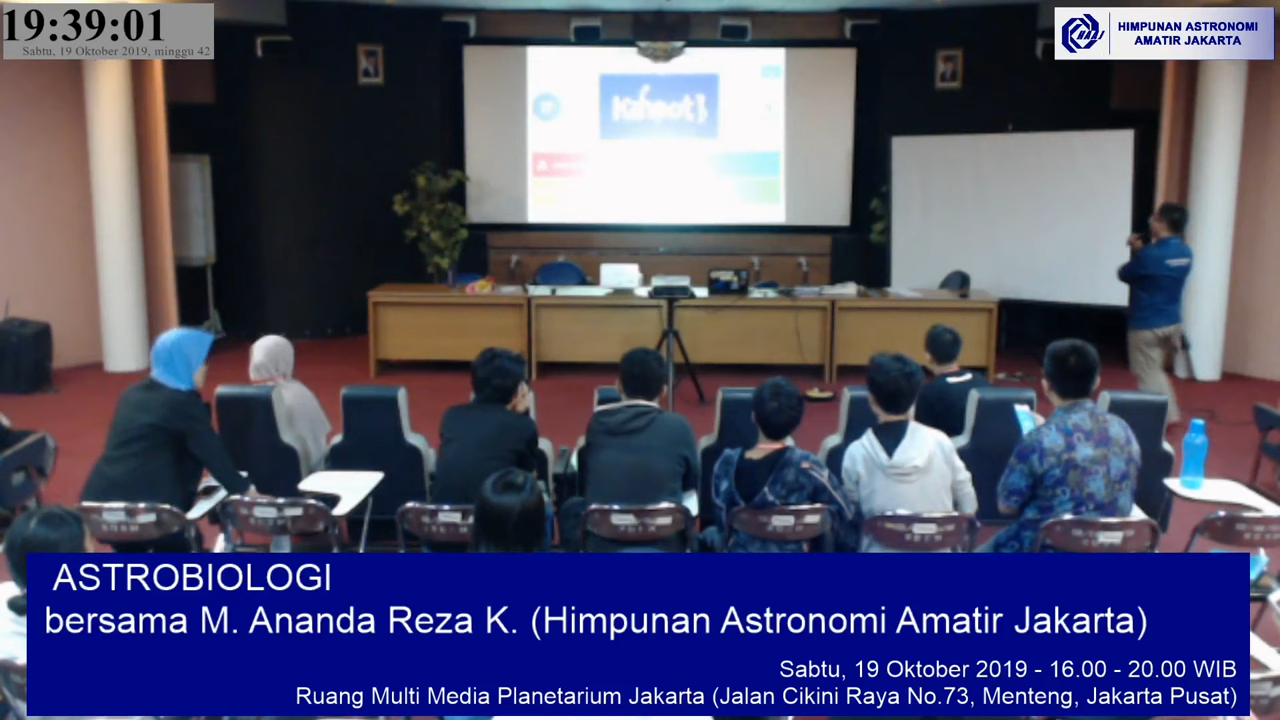 19:39:01
Sabtu, 19 Oktober 2019, minggu 42
HIMPUNAN ASTRONOMI
AMATIR JAKARTA
Kahoot!
ASTROBIOLOGI
bersama M. Ananda Reza K. (Himpunan Astronomi Amatir Jakarta)
Sabtu, 19 Oktober 2019 - 16.00 - 20.00 WIB
Ruang Multi Media Planetarium Jakarta (Jalan Cikini Raya No.73, Menteng, Jakarta Pusat)